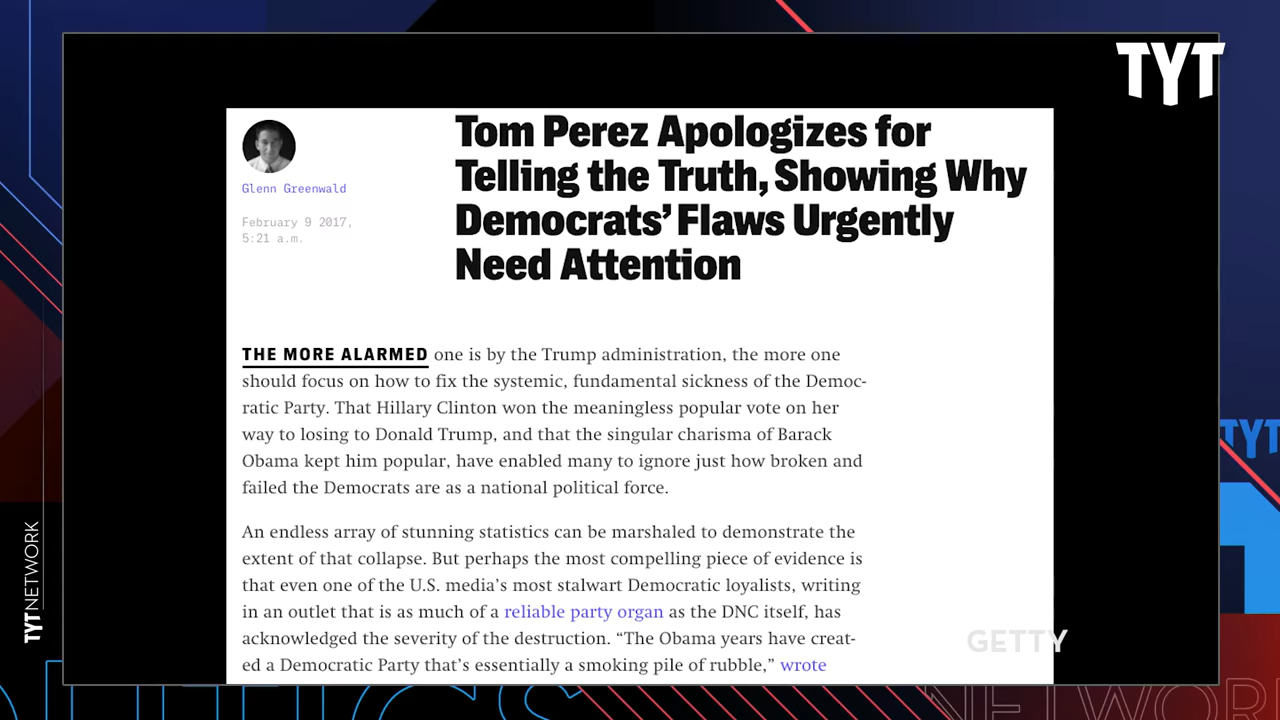 TYT
Tom Perez Apologizes for
Telling the Truth, Showing Why
Democrats' Flaws Urgently
Need Attention
Glenn Greenwald
February 9 2017,
5:21 a.m.
THE MORE ALARMED one is by the Trump administration, the more one
should focus on how to fix the systemic, fundamental sickness of the Democ-
ratic Party. That Hillary Clinton won the meaningless popular vote on her
way to losing to Donald Trump, and that the singular charisma of Barack
Obama kept him popular, have enabled many to ignore just how broken and
failed the Democrats are as a national political force.
An endless array of stunning statistics can be marshaled to demonstrate the
extent of that collapse. But perhaps the most compelling piece of evidence is
that even one of the U.S. media's most stalwart Democratic loyalists, writing
in an outlet that is as much of a reliable party organ as the DNC itself, has
acknowledged the severity of the destruction. “The Obama years have creat-
ed a Democratic Party that's essentially a smoking pile of rubble,” wrote
GETTY
TYT NETWORK
TYT
NETWOR